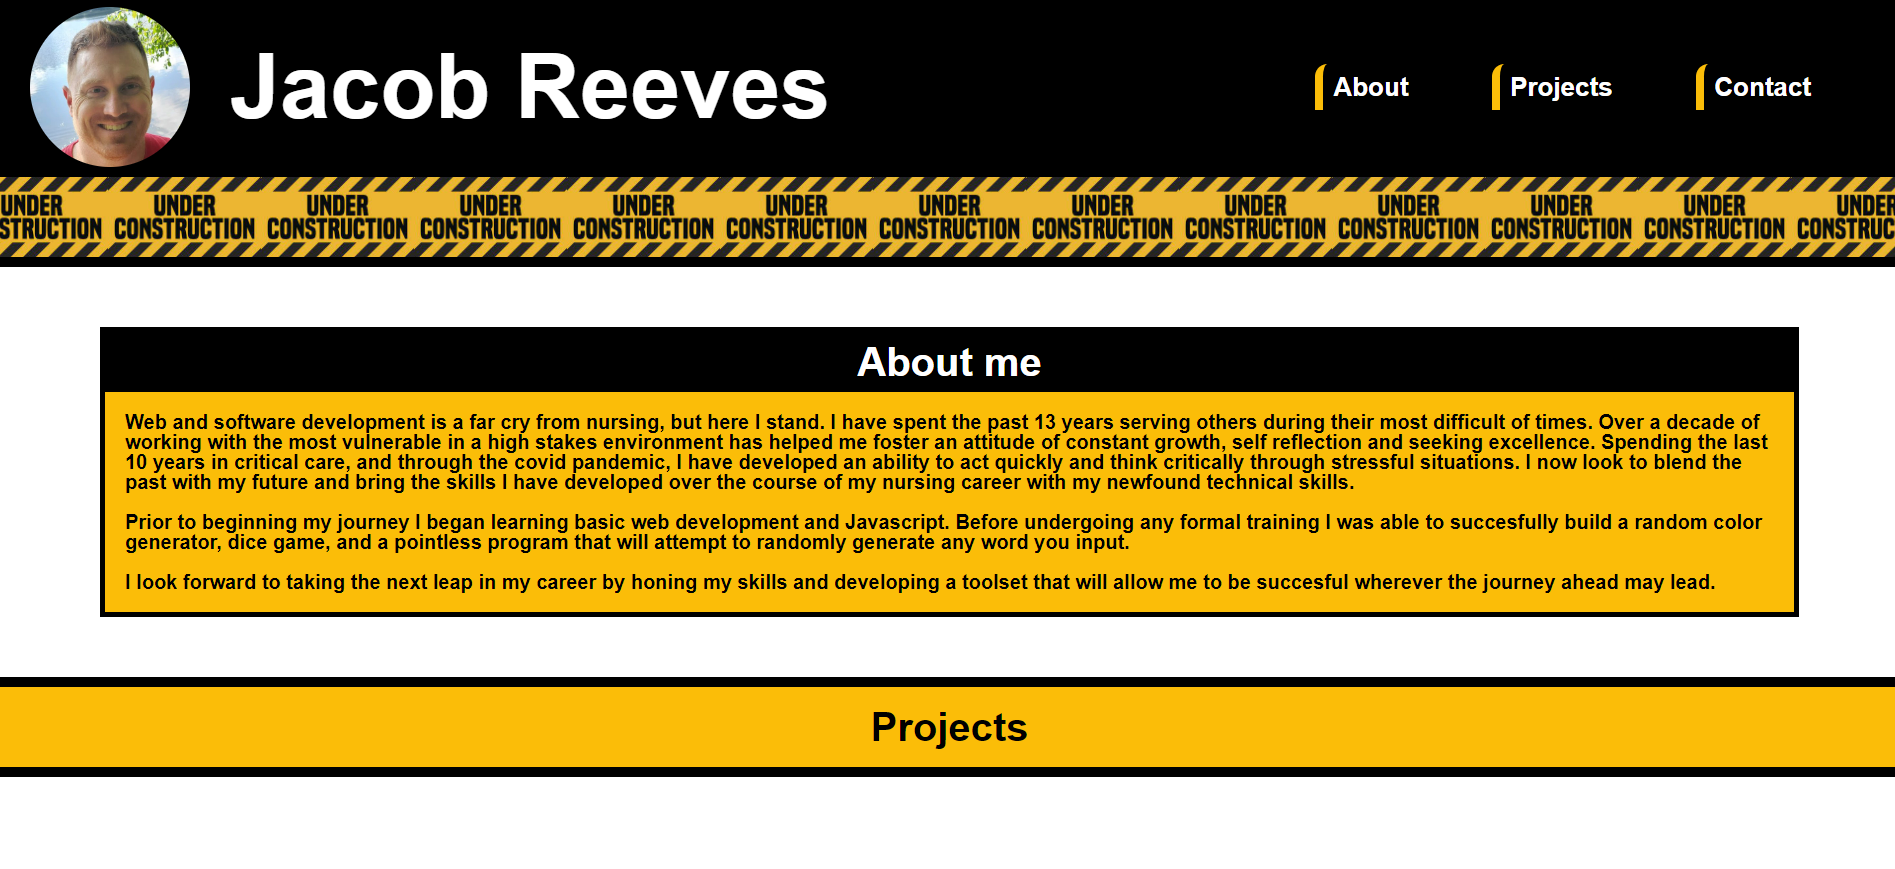 Jacob Reeves
About Projects Contact
UNDER UNDER UNDER UNDER UNDER UNDER UNDER UNDER UNDER UNDER UNDER UNDER UNDER
STRUCTION CONSTRUCTION CONSTRUCTION CONSTRUCTION CONSTRUCTION CONSTRUCTION CONSTRUCTION CONSTRUCTION CONSTRUCTION CONSTRUCTION CONSTRUCTION CONSTRUCTION CONSTRUC
About me
Web and software development is a far cry from nursing, but here I stand. I have spent the past 13 years serving others during their most difficult of times. Over a decade of
working with the most vulnerable in a high stakes environment has helped me foster an attitude of constant growth, self reflection and seeking excellence. Spending the last
10 years in critical care, and through the covid pandemic, I have developed an ability to act quickly and think critically through stressful situations. I now look to blend the
past with my future and bring the skills I have developed over the course of my nursing career with my newfound technical skills.
Prior to beginning my journey I began learning basic web development and Javascript. Before undergoing any formal training I was able to succesfully build a random color
generator, dice game, and a pointless program that will attempt to randomly generate any word you input.
I look forward to taking the next leap in my career by honing my skills and developing a toolset that will allow me to be succesful wherever the journey ahead may lead.
Projects